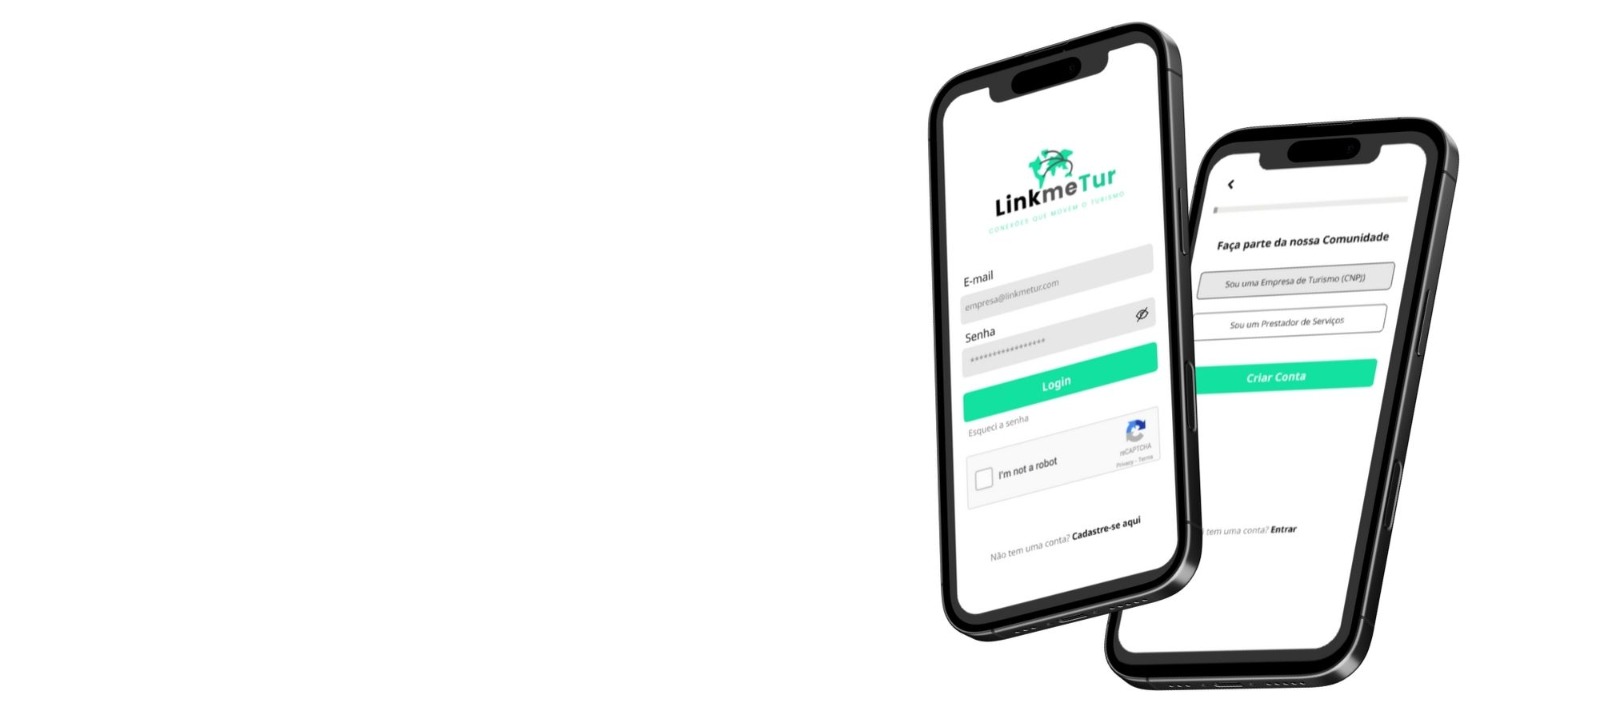 LinkmeTur
CONEXÕES QUE MOVEM O TURISMO
E-mail
empresa@linkmetur.com
Senha
*****************
Login
Esqueci a senha
I'm not a robot
reCAPTCHA
Privacy - Terms
Não tem uma conta? Cadastre-se aqui
Faça parte da nossa Comunidade
Sou uma Empresa de Turismo (CNPJ)
Sou um Prestador de Serviços
Criar Conta
tem uma conta? Entrar